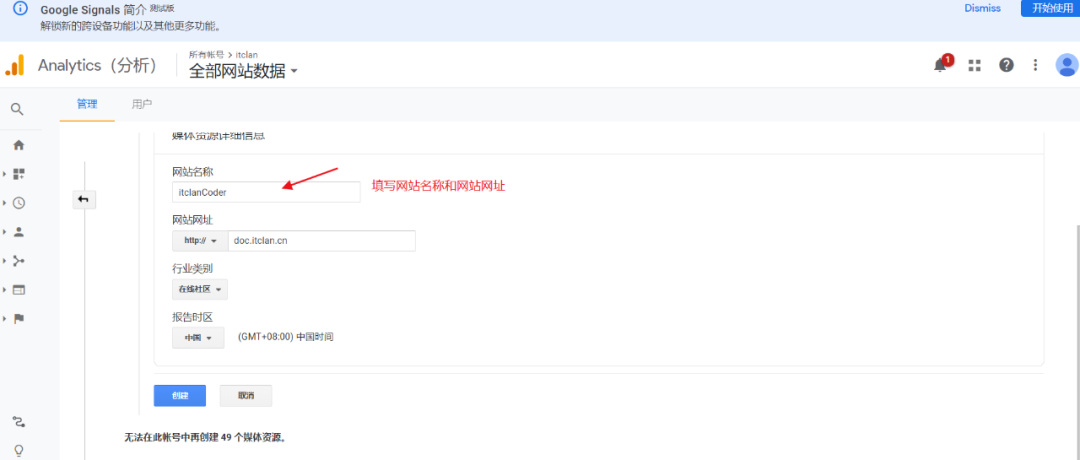 Google Signals 简介 测试版
Dismiss
开始使用
解锁新的跨设备功能以及其他更多功能。
Analytics（分析）
所有帐号 > itclan
全部网站数据
1
管理
用户
媒体资源详细信息
网站名称
itclanCoder
填写网站名称和网站网址
网站网址
http://
doc.itclan.cn
行业类别
在线社区
报告时区
中国
(GMT+08:00) 中国时间
创建
取消
无法在此帐号中再创建 49 个媒体资源。